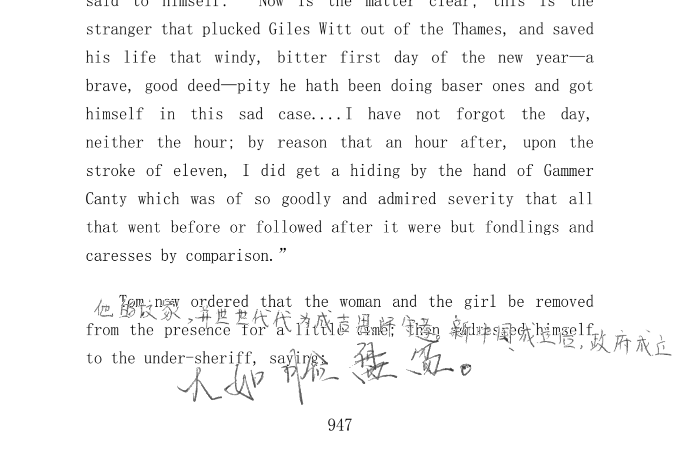 said to himself. "Now is the matter clear; this is the
stranger that plucked Giles Witt out of the Thames, and saved
his life that windy, bitter first day of the new year—a
brave, good deed—pity he hath been doing baser ones and got
himself in this sad case....I have not forgot the day,
neither the hour; by reason that an hour after, upon the
stroke of eleven, I did get a hiding by the hand of Gammer
Canty which was of so goodly and admired severity that all
that went before or followed after it were but fondlings and
caresses by comparison.”
Tom now ordered that the woman and the girl be removed
他的故家,并世世代代为成吉思汗守 新中国成立后,政府成立
from the presence for a little time; then addressed himself
to the under-sheriff, saying:
人如
947